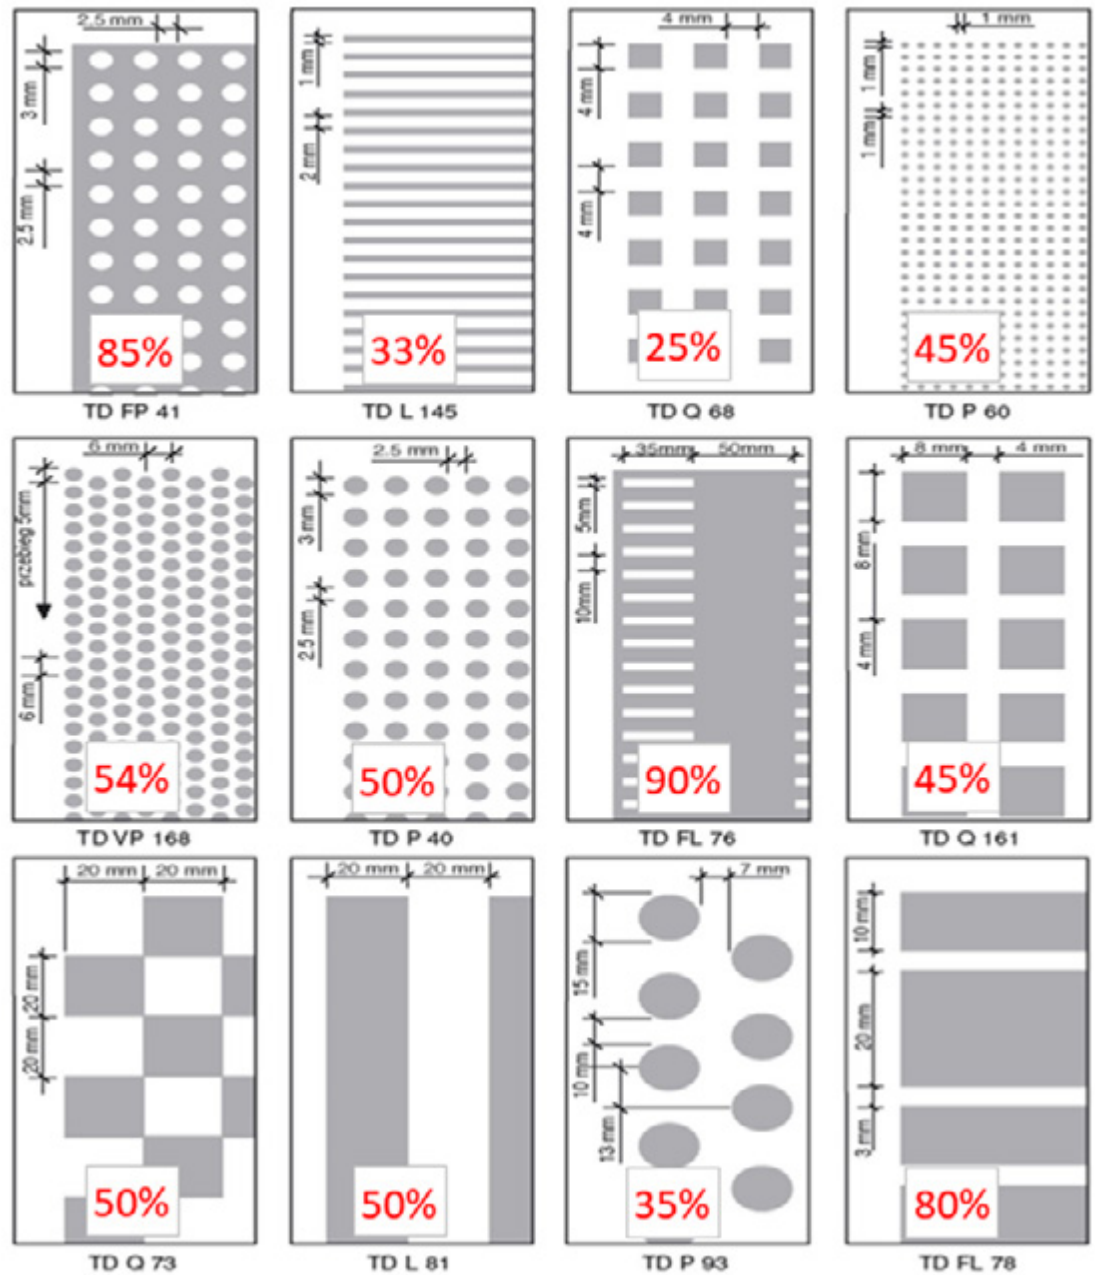 2.5 mm
3 mm
2.5 mm
85%
TD FP 41
1 mm
2 mm
33%
TD L 145
4 mm
4 mm
4 mm
25%
TD Q 68
1 mm
1 mm
1 mm
45%
TD P 60
6 mm
przebieg 5mm
6 mm
54%
TD VP 168
2.5 mm
3 mm
2.5 mm
50%
TD P 40
35mm
50mm
5mm
10mm
90%
TD FL 76
8 mm
4 mm
8 mm
4 mm
45%
TD Q 161
20 mm
20 mm
20 mm
20 mm
50%
TD Q 73
20 mm
20 mm
50%
TD L 81
7 mm
15 mm
10 mm
13 mm
35%
TD P 93
10 mm
20 mm
3 mm
80%
TD FL 78